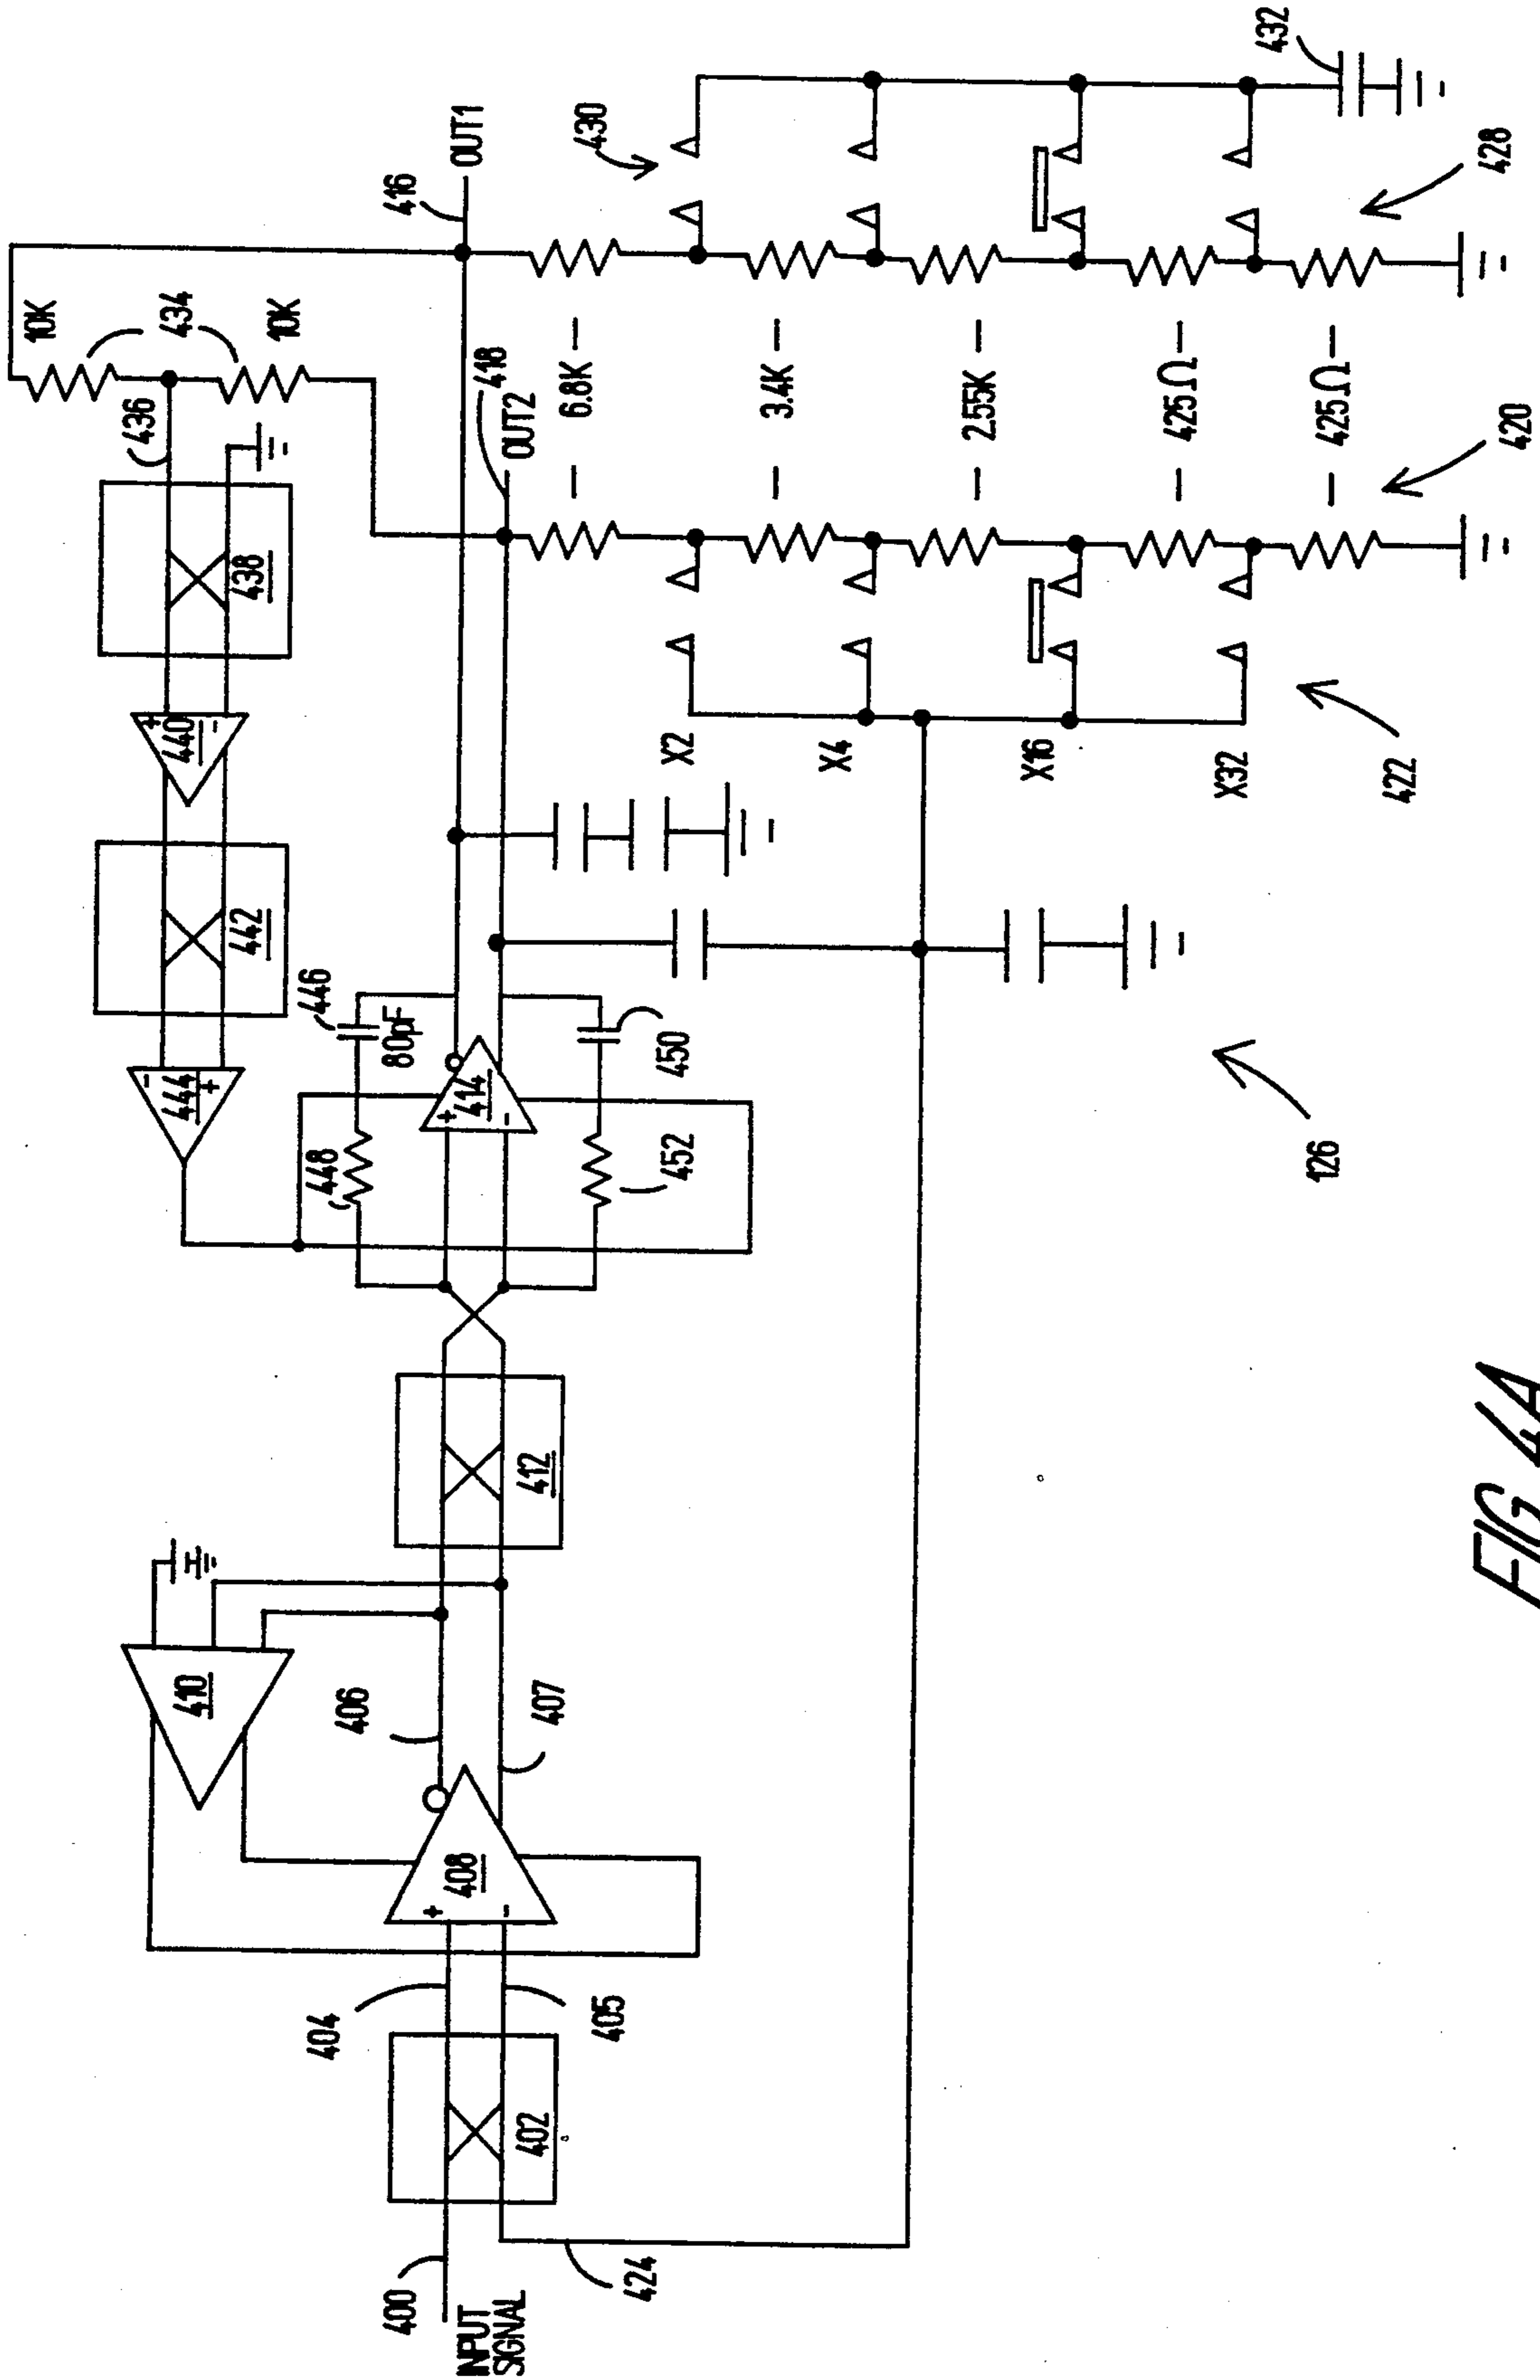 INPUT
SIGNAL
400
402
424
404
405
+
408
-
410
406
407
412
448
446
80pF
+
414
-
452
450
-
444
+
442
+
440
-
438
436
10K
434
10K
416
OUT1
418
OUT2
X2
X4
X16
X32
422
6.8K
3.4K
2.55K
425Ω
425Ω
420
430
432
428
126
FIG 4A